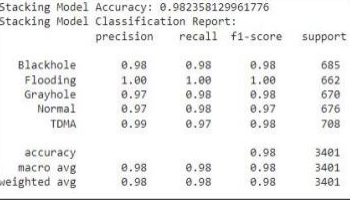 Stacking Model Accuracy: 0.982358129961776
Stacking Model Classification Report:
precision recall f1-score support
Blackhole 0.98 0.98 0.98 685
Flooding 1.00 1.00 1.00 662
Grayhole 0.97 0.98 0.98 670
Normal 0.97 0.98 0.97 676
TDMA 0.99 0.97 0.98 708
accuracy 0.98 3401
macro avg 0.98 0.98 0.98 3401
weighted avg 0.98 0.98 0.98 3401